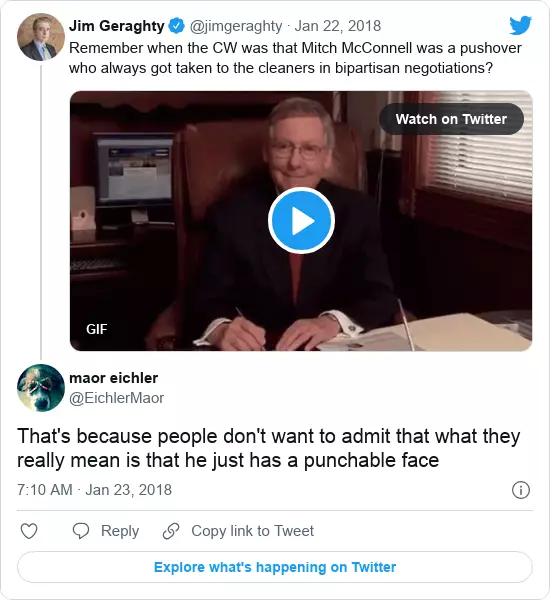 Jim Geraghty @jimgeraghty · Jan 22, 2018
Remember when the CW was that Mitch McConnell was a pushover
who always got taken to the cleaners in bipartisan negotiations?
Watch on Twitter
GIF
maor eichler
@EichlerMaor
That's because people don't want to admit that what they
really mean is that he just has a punchable face
7:10 AM · Jan 23, 2018
Reply Copy link to Tweet
Explore what's happening on Twitter